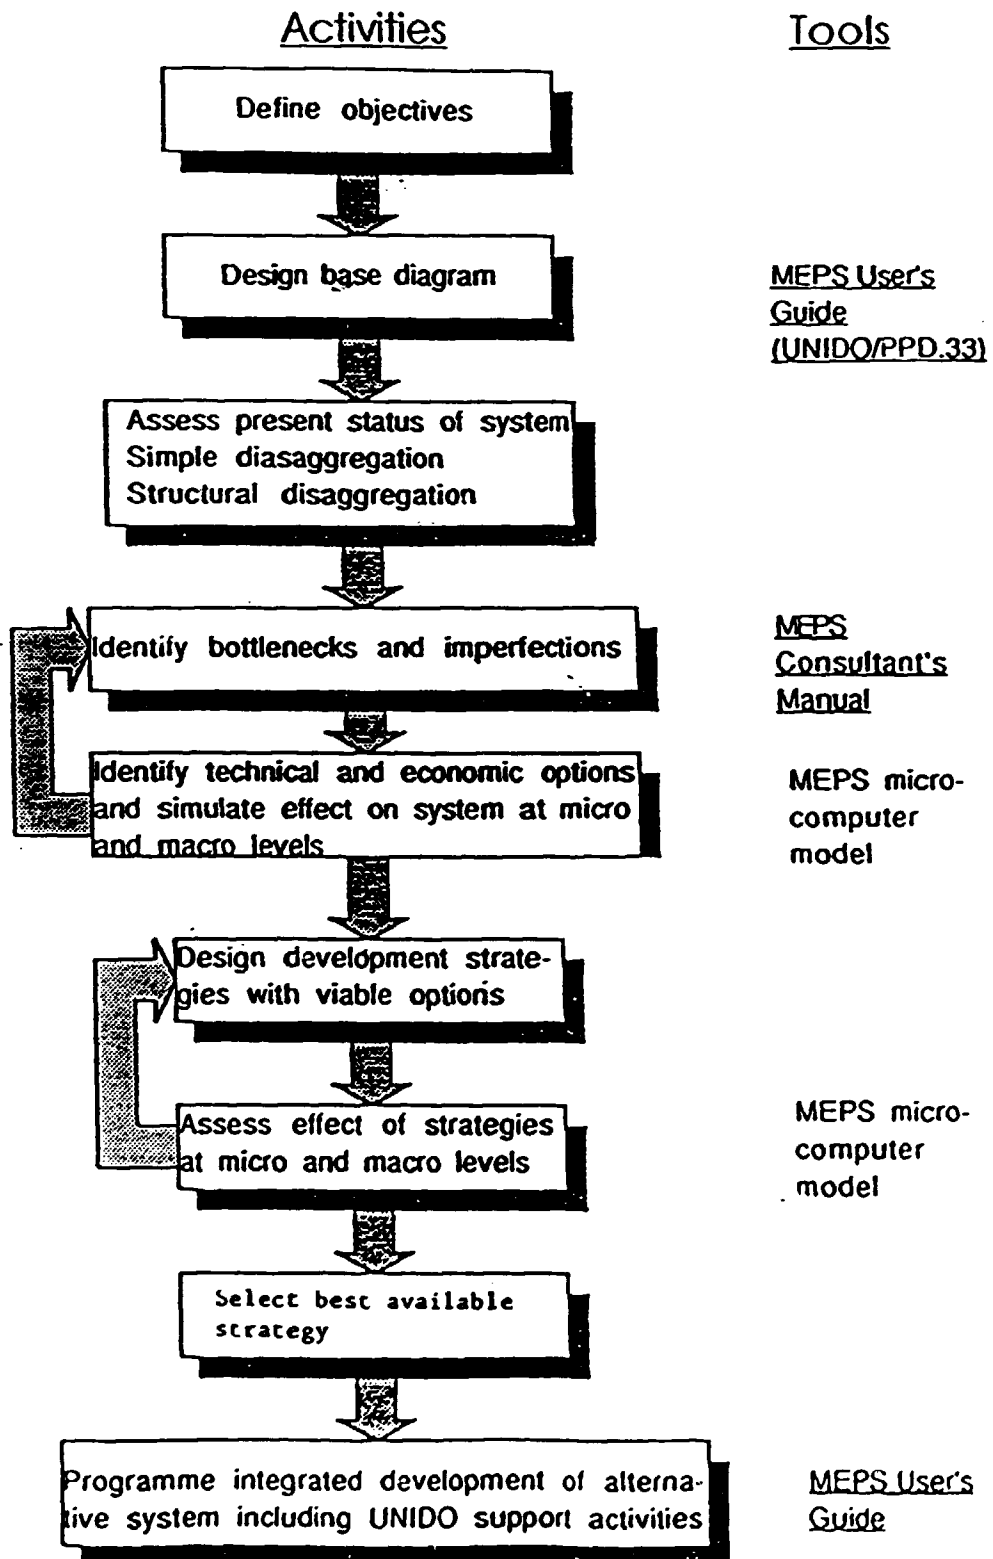 Activities
Tools
Define objectives
Design base diagram
MEPS User's
Guide
(UNIDO/PPD.33)
Assess present status of system
Simple diasaggregation
Structural disaggregation
Identify bottlenecks and imperfections
MEPS
Consultant's
Manual
Identify technical and economic options
and simulate effect on system at micro
and macro levels
MEPS micro-
computer
model
Design development strate-
gies with viable options
Assess effect of strategies
at micro and macro levels
MEPS micro-
computer
model
Select best available
strategy
Programme integrated development of alterna-
tive system including UNIDO support activities
MEPS User's
Guide